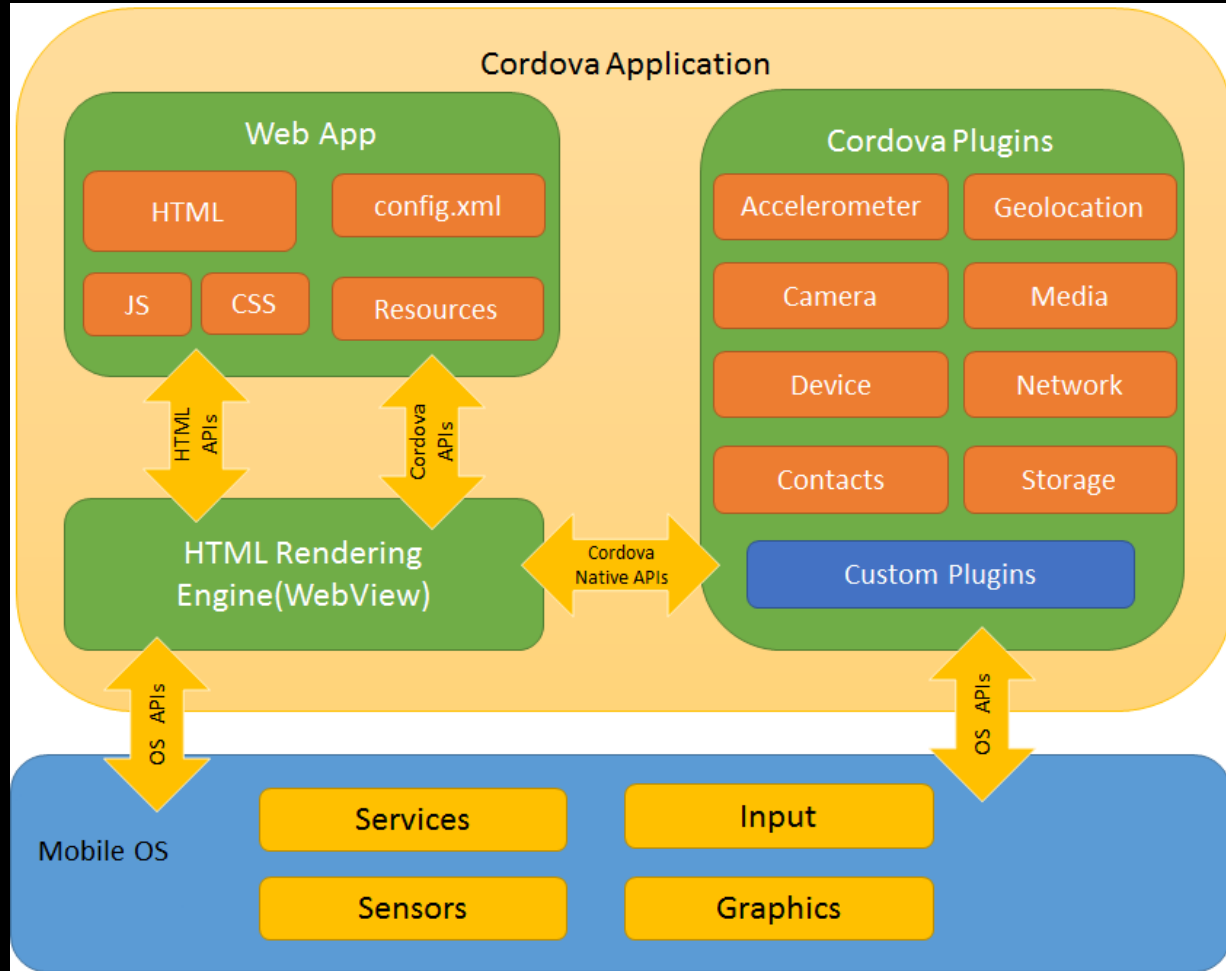 Cordova Application
Web App
HTML
config.xml
JS
CSS
Resources
HTML
APIs
Cordova
APIs
HTML Rendering
Engine(WebView)
Cordova
Native APIs
Cordova Plugins
Accelerometer
Geolocation
Camera
Media
Device
Network
Contacts
Storage
Custom Plugins
OS APIs
OS APIs
Mobile OS
Services
Input
Sensors
Graphics